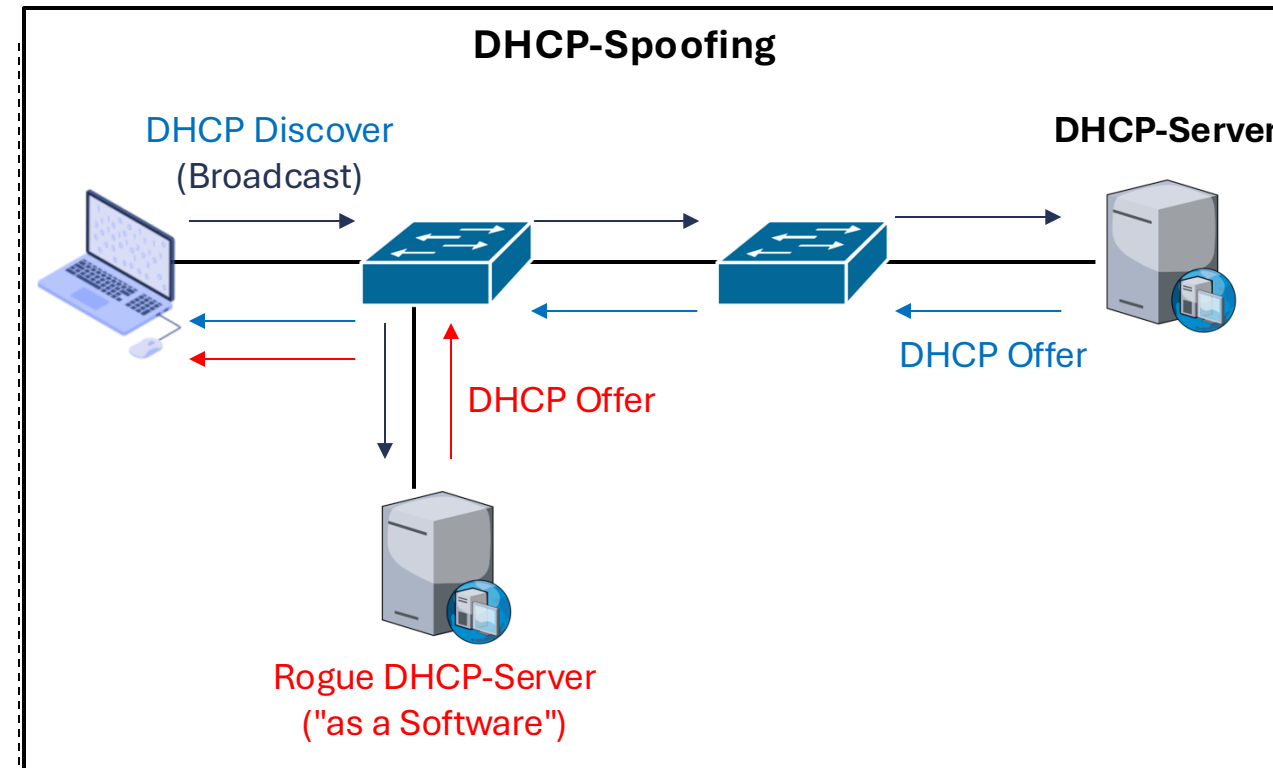 DHCP-Spoofing
DHCP Discover
(Broadcast)
DHCP-Server
DHCP Offer
DHCP Offer
Rogue DHCP-Server
("as a Software")